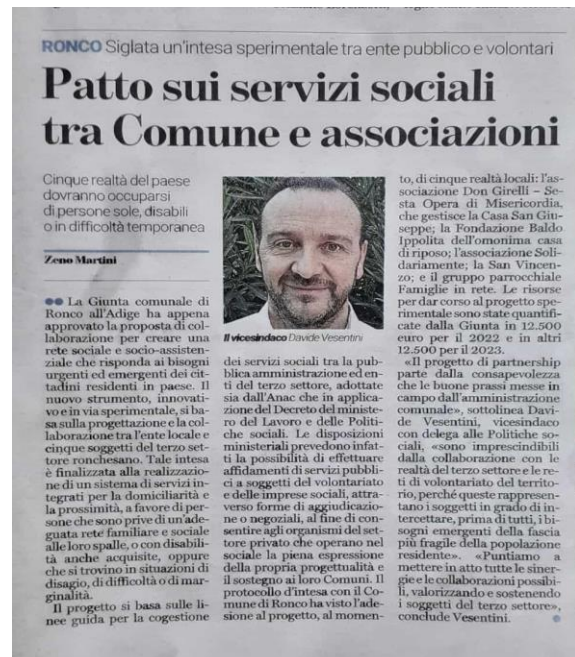 RONCO Siglata un'intesa sperimentale tra ente pubblico e volontari
Patto sui servizi sociali
tra Comune e associazioni
Cinque realtà del paese
dovranno occuparsi
di persone sole, disabili
o in difficoltà temporanea
Zeno Martini
●● La Giunta comunale di
Ronco all'Adige ha appena
approvato la proposta di col-
laborazione per creare una
rete sociale e socio-assisten-
ziale che risponda ai bisogni
urgenti ed emergenti dei cit-
tadini residenti in paese. Il
nuovo strumento, innovati-
vo e in via sperimentale, si ba-
sa sulla progettazione e la col-
laborazione tra l'ente locale e
cinque soggetti del terzo set-
tore ronchesano. Tale intesa
è finalizzata alla realizzazio-
ne di un sistema di servizi in-
tegrati per la domiciliarità e
la prossimità, a favore di per-
sone che sono prive di un'ade-
guata rete familiare e sociale
alle loro spalle, o con disabili-
tà anche acquisite, oppure
che si trovino in situazioni di
disagio, di difficoltà o di mar-
ginalità.
Il progetto si basa sulle li-
nee guida per la cogestione
Il vicesindaco Davide Vesentini
dei servizi sociali tra la pub-
blica amministrazione ed en-
ti del terzo settore, adottate
sia dall'Anac che in applica-
zione del Decreto del ministe-
ro del Lavoro e delle Politi-
che sociali. Le disposizioni
ministeriali prevedono infat-
ti la possibilità di effettuare
affidamenti di servizi pubbli-
ci a soggetti del volontariato
e delle imprese sociali, attra-
verso forme di aggiudicazio-
ne o negoziali, al fine di con-
sentire agli organismi del set-
tore privato che operano nel
sociale la piena espressione
della propria progettualità e
il sostegno ai loro Comuni. Il
protocollo d'intesa con il Co-
mune di Ronco ha visto l'ade-
sione al progetto, al momen-
to, di cinque realtà locali: l'as-
sociazione Don Girelli – Se-
sta Opera di Misericordia,
che gestisce la Casa San Giu-
seppe; la Fondazione Baldo
Ippolita dell'omonima casa
di riposo; l'associazione Soli-
dariamente; la San Vincen-
zo; e il gruppo parrocchiale
Famiglie in rete. Le risorse
per dar corso al progetto spe-
rimentale sono state quantifi-
cate dalla Giunta in 12.500
euro per il 2022 e in altri
12.500 per il 2023.
«Il progetto di partnership
parte dalla consapevolezza
che le buone prassi messe in
campo dall'amministrazione
comunale», sottolinea Davi-
de Vesentini, vicesindaco
con delega alle Politiche so-
ciali, «sono imprescindibili
dalla collaborazione con le
realtà del terzo settore e le re-
ti di volontariato del territo-
rio, perché queste rappresen-
tano i soggetti in grado di in-
tercettare, prima di tutti, i bi-
sogni emergenti della fascia
più fragile della popolazione
residente». «Puntiamo a
mettere in atto tutte le siner-
gie e le collaborazioni possibi-
li, valorizzando e sostenendo
i soggetti del terzo settore»,
conclude Vesentini.